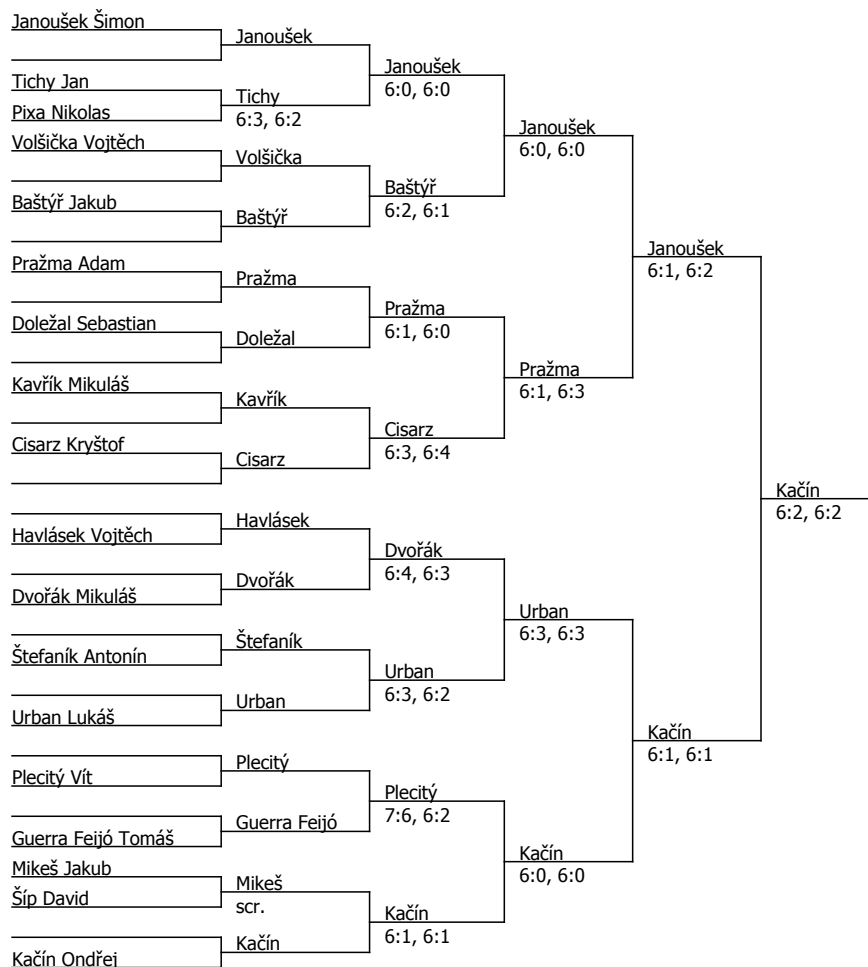 Janoušek Šimon
Janoušek
Janoušek
6:0, 6:0
Tichy Jan
Tichy
6:3, 6:2
Pixa Nikolas
Janoušek
6:0, 6:0
Volšička Vojtěch
Volšička
Baštýř
6:2, 6:1
Baštýř Jakub
Baštýř
Janoušek
6:1, 6:2
Pražma Adam
Pražma
Pražma
6:1, 6:0
Doležal Sebastian
Doležal
Pražma
6:1, 6:3
Kavřík Mikuláš
Kavřík
Cisarz
6:3, 6:4
Cisarz Kryštof
Cisarz
Kačín
6:2, 6:2
Havlásek Vojtěch
Havlásek
Dvořák
6:4, 6:3
Dvořák Mikuláš
Dvořák
Urban
6:3, 6:3
Štefaník Antonín
Štefaník
Urban
6:3, 6:2
Urban Lukáš
Urban
Kačín
6:1, 6:1
Plecitý Vít
Plecitý
Plecitý
7:6, 6:2
Guerra Feijó Tomáš
Guerra Feijó
Kačín
6:0, 6:0
Mikeš Jakub
Mikeš
scr.
Šíp David
Kačín
6:1, 6:1
Kačín Ondřej
Kačín